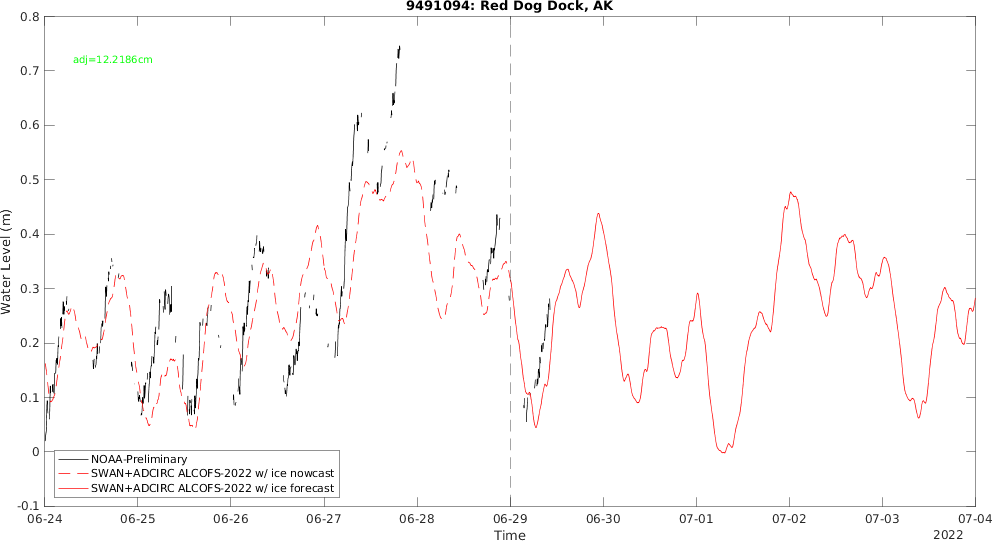 9491094: Red Dog Dock, AK
adj=12.2186cm
Water Level (m)
0.8
0.7
0.6
0.5
0.4
0.3
0.2
0.1
0
-0.1
NOAA-Preliminary
SWAN+ADCIRC ALCOFS-2022 w/ ice nowcast
SWAN+ADCIRC ALCOFS-2022 w/ ice forecast
06-24 06-25 06-26 06-27 06-28 06-29 06-30 07-01 07-02 07-03 07-04
Time
2022